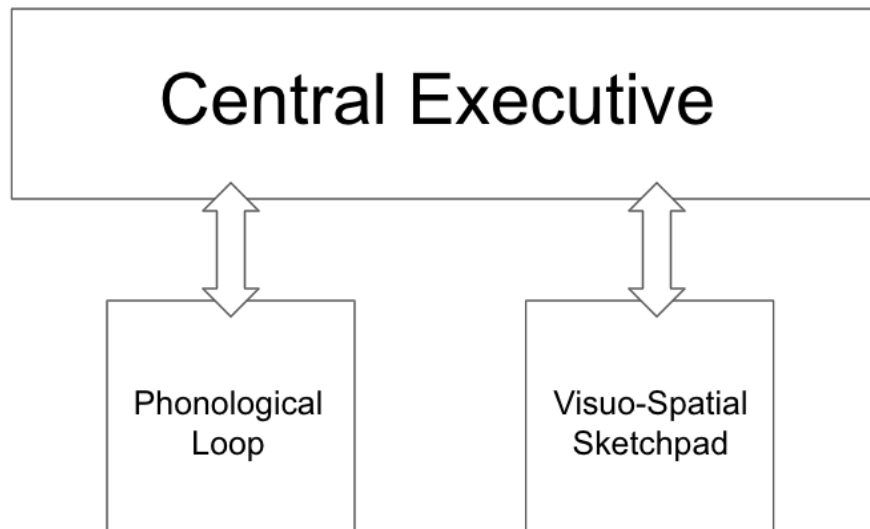 Central Executive
Phonological
Loop
Visuo-Spatial
Sketchpad